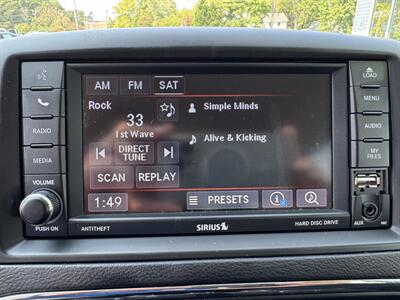 AM FM SAT
LOAD
Rock
33
1st Wave
Simple Minds
MENU
RADIO
DIRECT TUNE
Alive & Kicking
AUDIO
MEDIA
MY FILES
SCAN REPLAY
VOLUME
1:49
PRESETS
PUSH ON
ANTITHEFT
SIRIUS
HARD DISC DRIVE
AUX